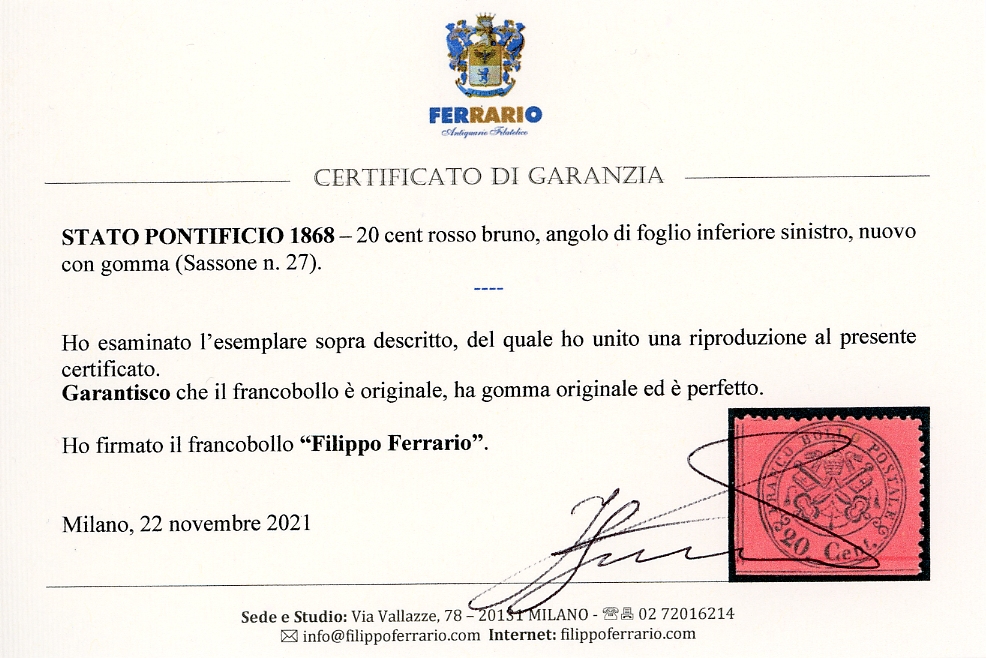 FERRARIO
Antiquario Filatelico
CERTIFICATO DI GARANZIA
STATO PONTIFICIO 1868 – 20 cent rosso bruno, angolo di foglio inferiore sinistro, nuovo
con gomma (Sassone n. 27).
----
Ho esaminato l’esemplare sopra descritto, del quale ho unito una riproduzione al presente
certificato.
Garantisco che il francobollo è originale, ha gomma originale ed è perfetto.
Ho firmato il francobollo “Filippo Ferrario”.
FRANCO BOLLO POSTALE
20 Cent.
Milano, 22 novembre 2021
Sede e Studio: Via Vallazze, 78 – 20131 MILANO - 02 72016214
info@filippoferrario.com Internet: filippoferrario.com